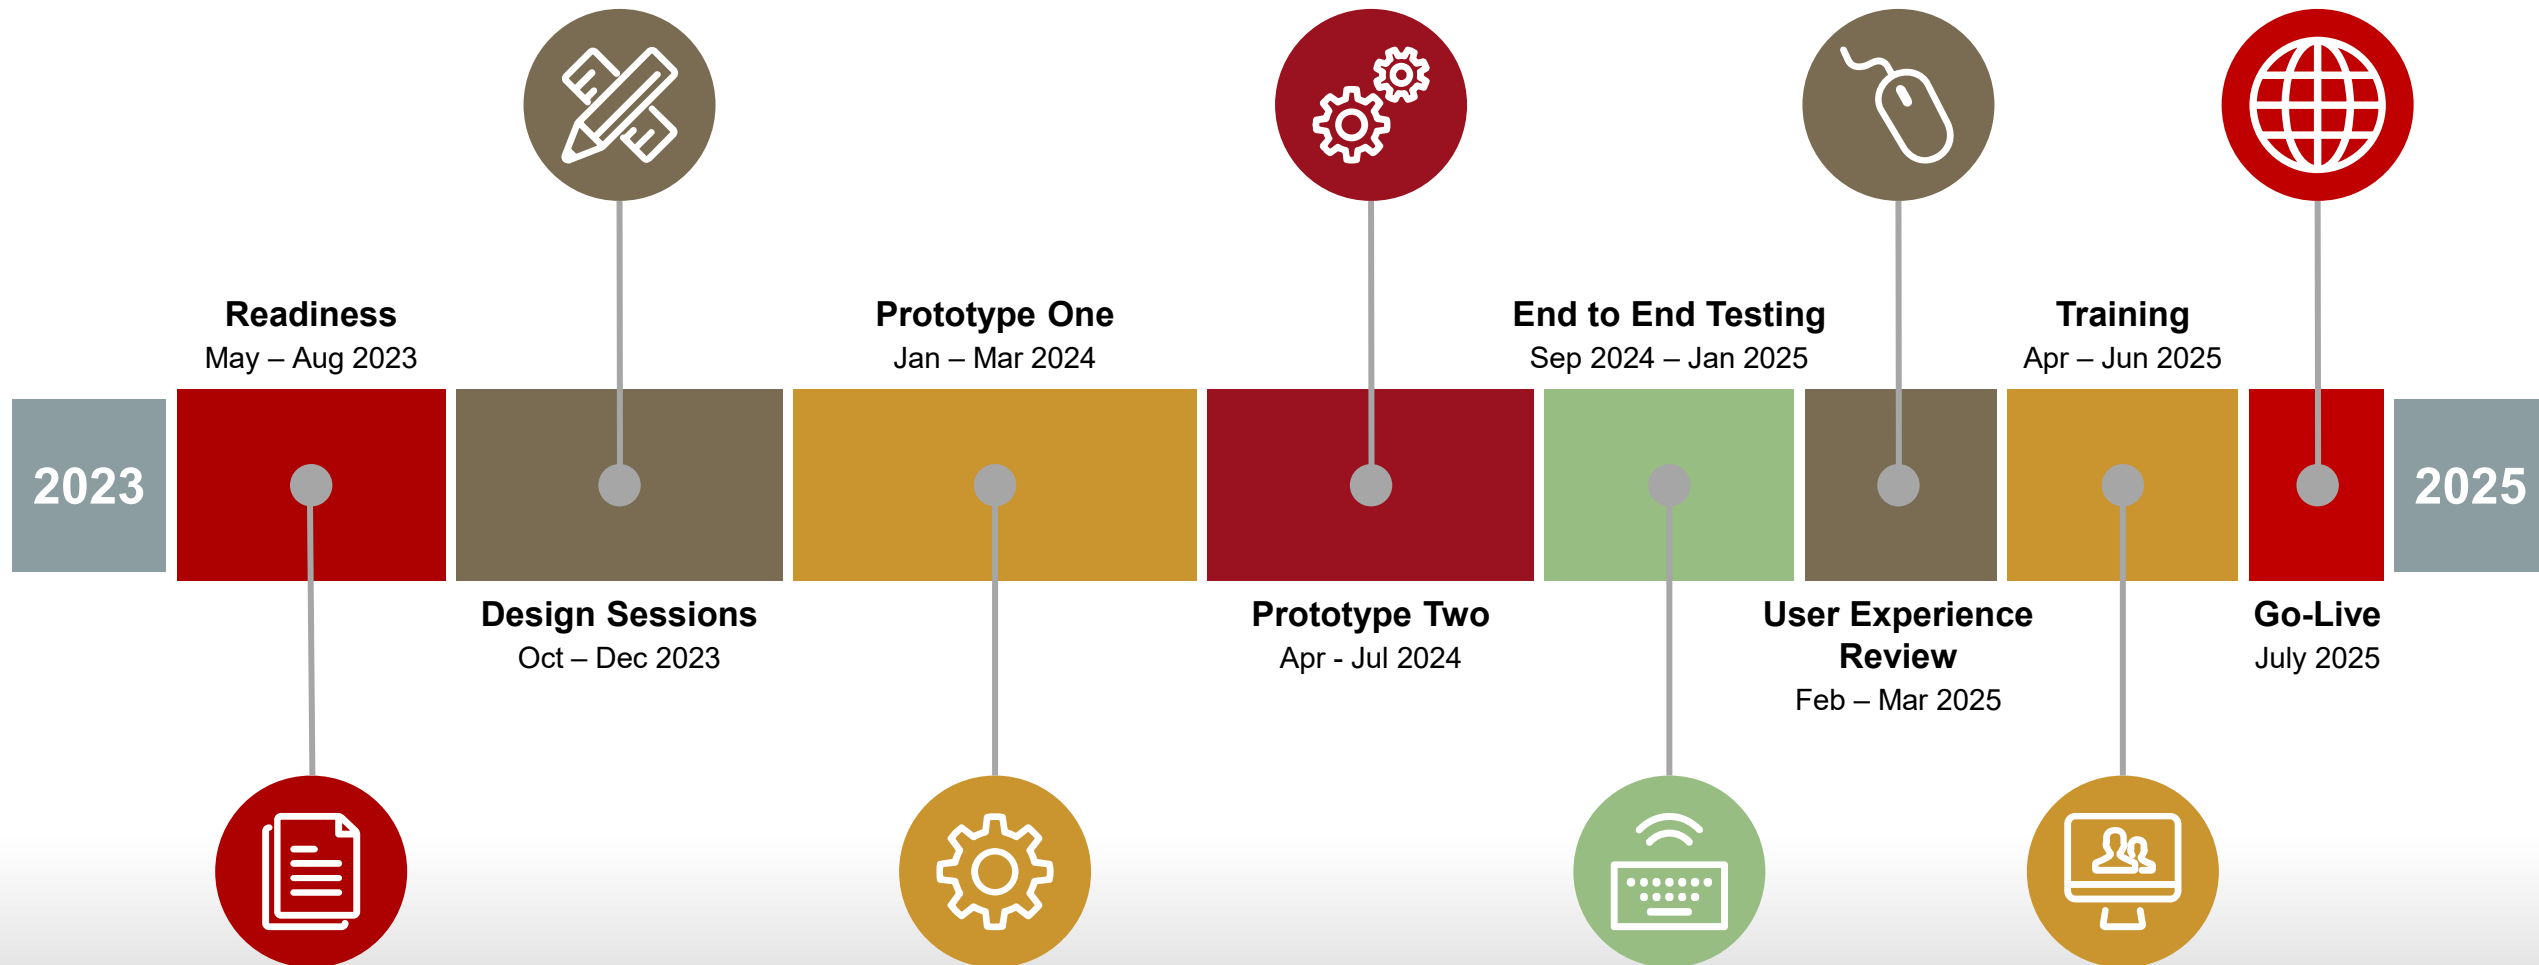 2023
Readiness
May – Aug 2023
Design Sessions
Oct – Dec 2023
Prototype One
Jan – Mar 2024
Prototype Two
Apr - Jul 2024
End to End Testing
Sep 2024 – Jan 2025
User Experience
Review
Feb – Mar 2025
Training
Apr – Jun 2025
Go-Live
July 2025
2025